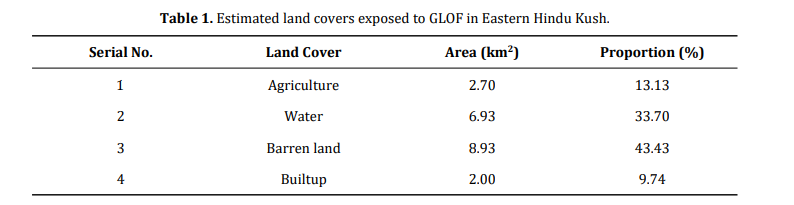 Table 1. Estimated land covers exposed to GLOF in Eastern Hindu Kush.
Serial No. Land Cover Area (km²) Proportion (%)
1 Agriculture 2.70 13.13
2 Water 6.93 33.70
3 Barren land 8.93 43.43
4 Builtup 2.00 9.74